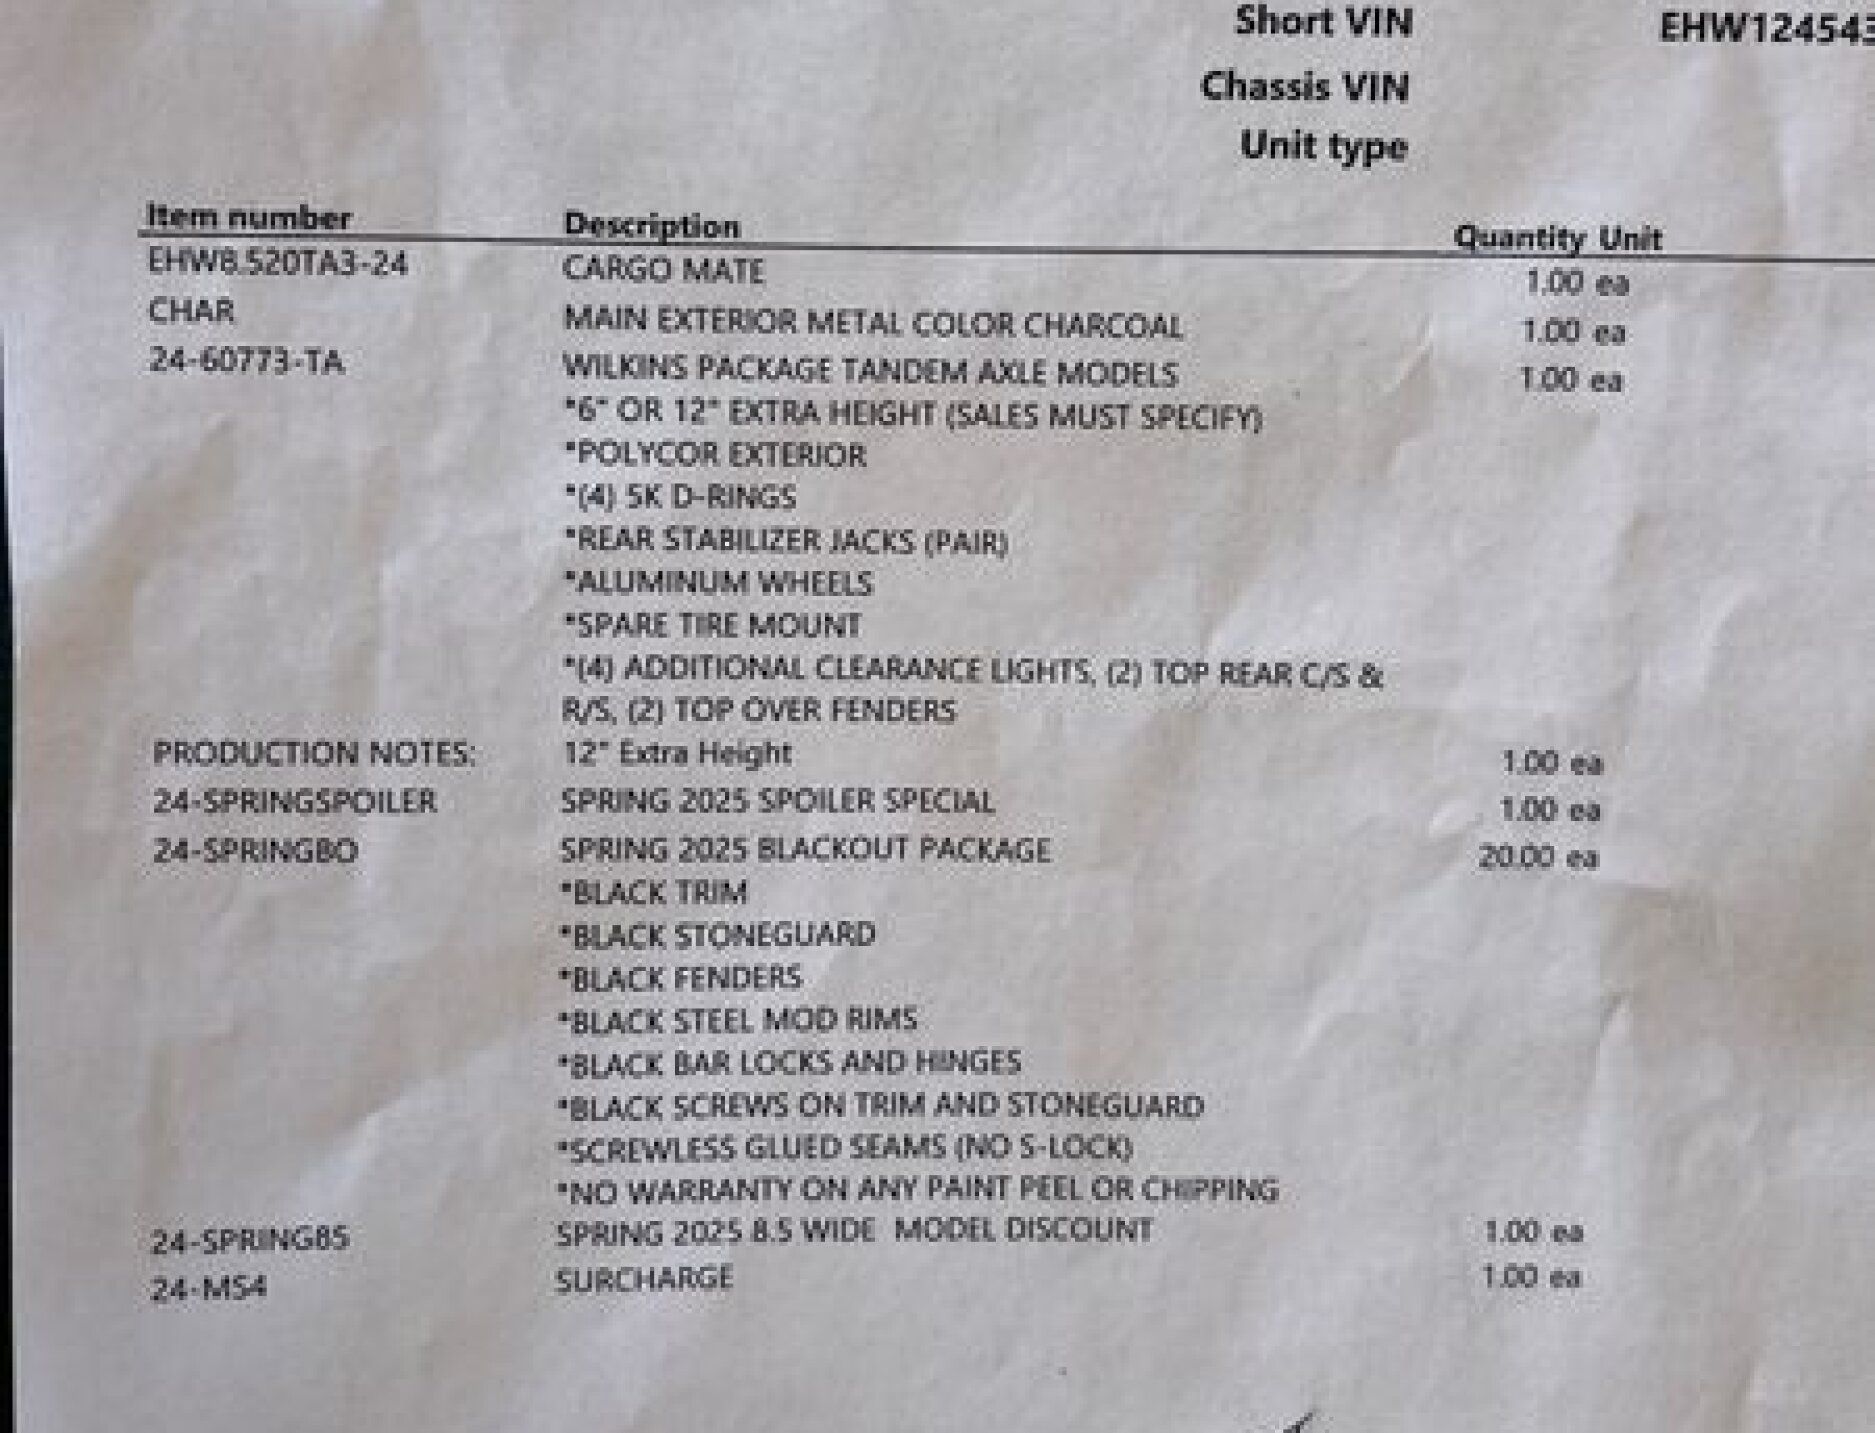 Short VIN EHW124543
Chassis VIN
Unit type
Item number Description Quantity Unit
EHW8.520TA3-24 CARGO MATE 1.00 ea
CHAR MAIN EXTERIOR METAL COLOR CHARCOAL 1.00 ea
24-60773-TA WILKINS PACKAGE TANDEM AXLE MODELS 1.00 ea
*6" OR 12" EXTRA HEIGHT (SALES MUST SPECIFY)
*POLYCOR EXTERIOR
*(4) 5K D-RINGS
*REAR STABILIZER JACKS (PAIR)
*ALUMINUM WHEELS
*SPARE TIRE MOUNT
*(4) ADDITIONAL CLEARANCE LIGHTS, (2) TOP REAR C/S &
R/S, (2) TOP OVER FENDERS
PRODUCTION NOTES: 12" Extra Height 1.00 ea
24-SPRINGSPOILER SPRING 2025 SPOILER SPECIAL 1.00 ea
24-SPRINGBO SPRING 2025 BLACKOUT PACKAGE 20.00 ea
*BLACK TRIM
*BLACK STONEGUARD
*BLACK FENDERS
*BLACK STEEL MOD RIMS
*BLACK BAR LOCKS AND HINGES
*BLACK SCREWS ON TRIM AND STONEGUARD
*SCREWLESS GLUED SEAMS (NO S-LOCK)
*NO WARRANTY ON ANY PAINT PEEL OR CHIPPING
24-SPRING85 SPRING 2025 8.5 WIDE MODEL DISCOUNT 1.00 ea
24-MS4 SURCHARGE 1.00 ea